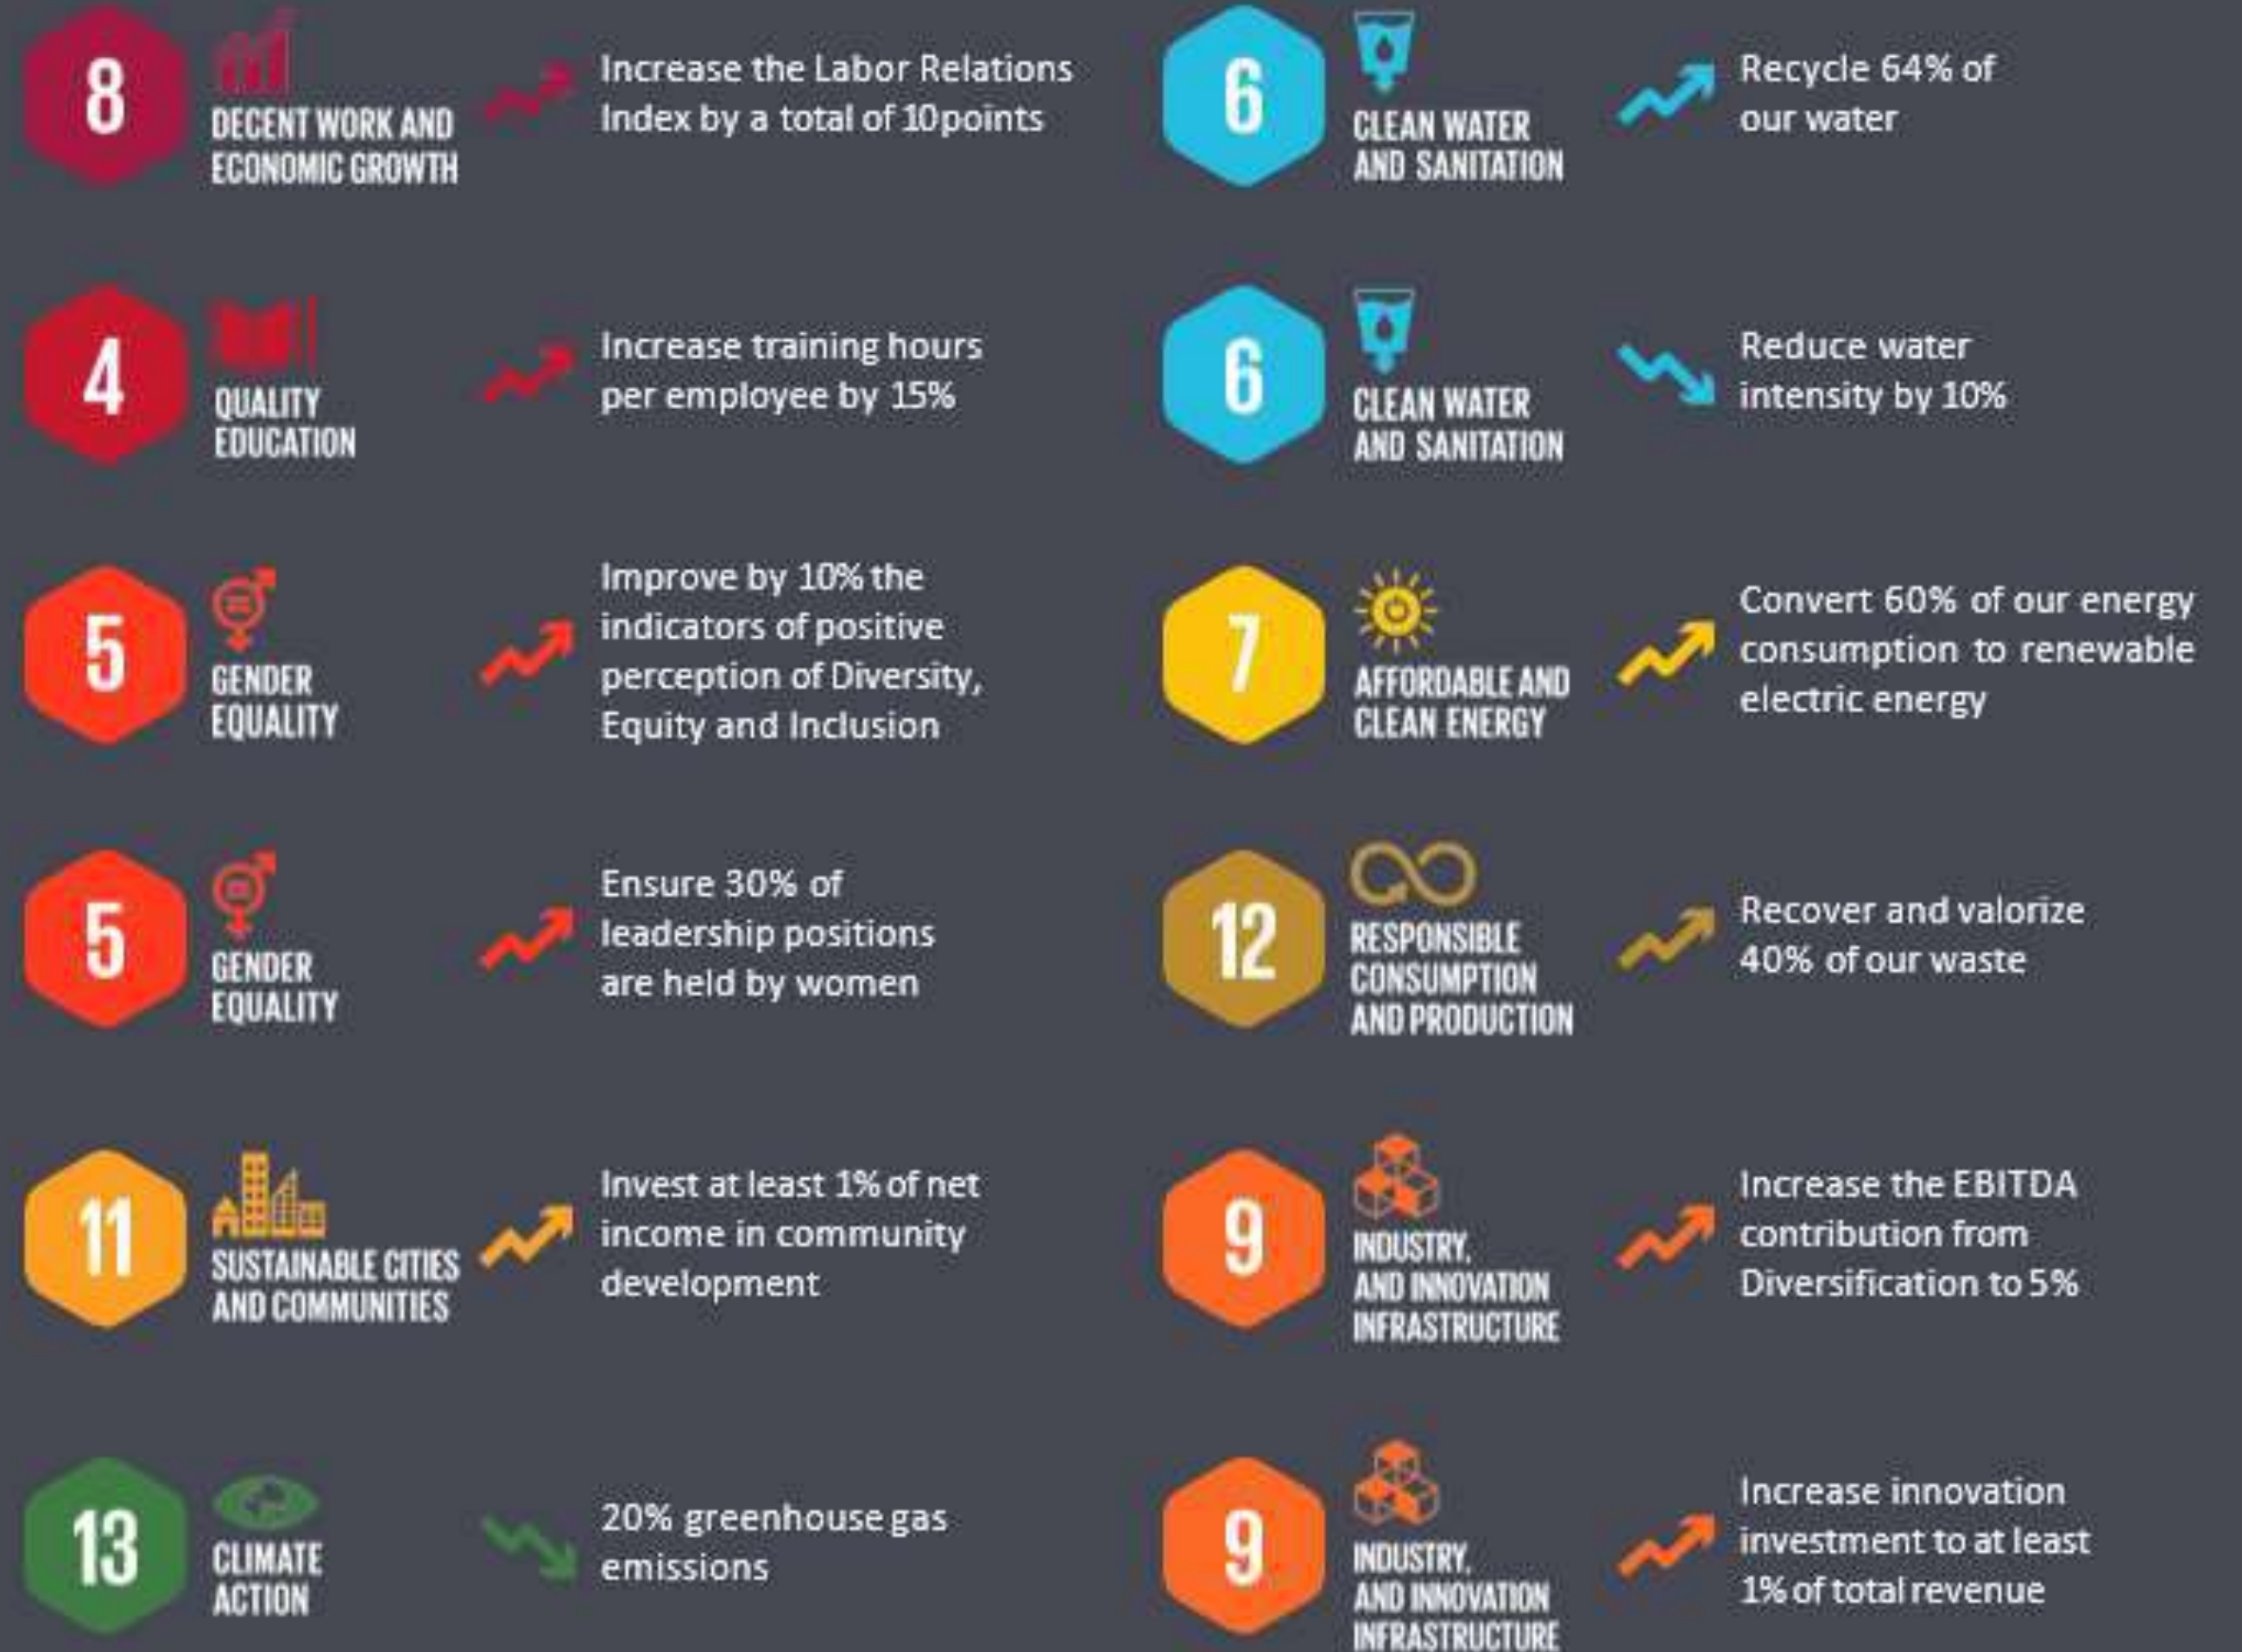 8
DECENT WORK AND
ECONOMIC GROWTH
Increase the Labor Relations
Index by a total of 10 points
4
QUALITY
EDUCATION
Increase training hours
per employee by 15%
5
GENDER
EQUALITY
Improve by 10% the
indicators of positive
perception of Diversity,
Equity and Inclusion
5
GENDER
EQUALITY
Ensure 30% of
leadership positions
are held by women
11
SUSTAINABLE CITIES
AND COMMUNITIES
Invest at least 1% of net
income in community
development
13
CLIMATE
ACTION
20% greenhouse gas
emissions
6
CLEAN WATER
AND SANITATION
Recycle 64% of
our water
6
CLEAN WATER
AND SANITATION
Reduce water
intensity by 10%
7
AFFORDABLE AND
CLEAN ENERGY
Convert 60% of our energy
consumption to renewable
electric energy
12
RESPONSIBLE
CONSUMPTION
AND PRODUCTION
Recover and valorize
40% of our waste
9
INDUSTRY,
AND INNOVATION
INFRASTRUCTURE
Increase the EBITDA
contribution from
Diversification to 5%
9
INDUSTRY,
AND INNOVATION
INFRASTRUCTURE
Increase innovation
investment to at least
1% of total revenue